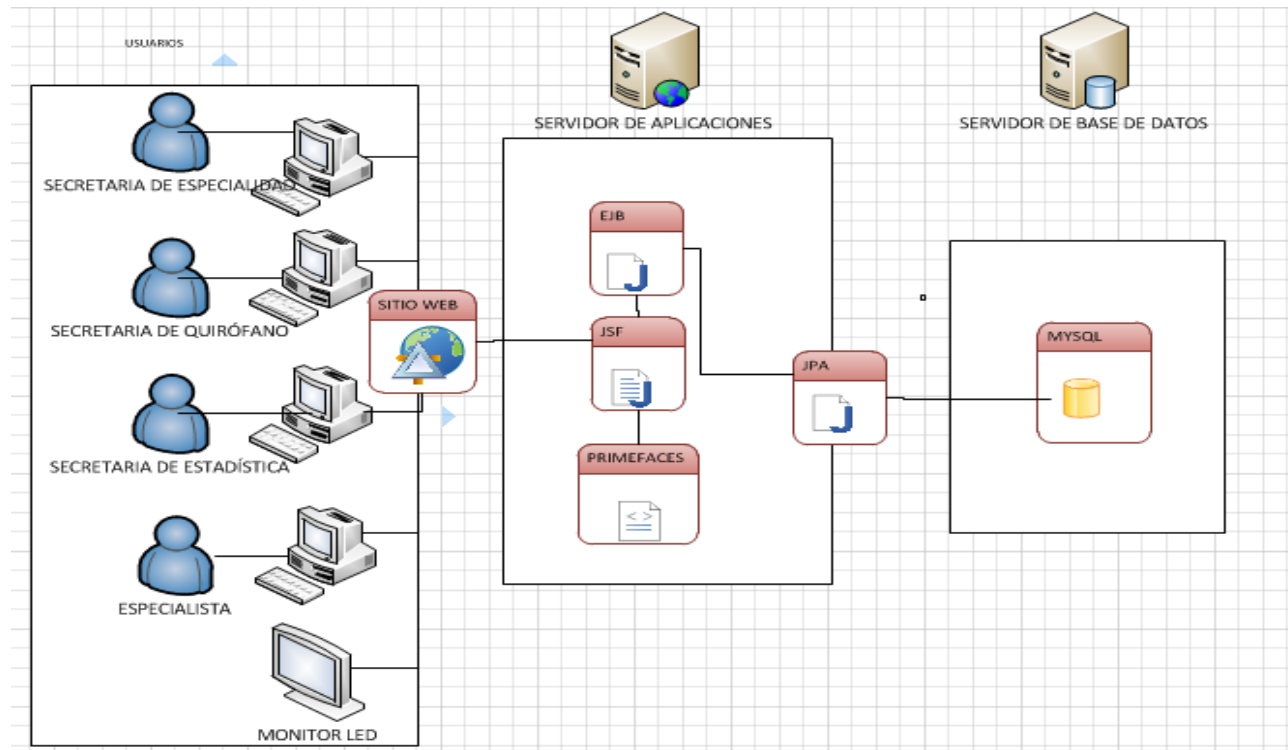 USUARIOS
SERVIDOR DE APLICACIONES
SERVIDOR DE BASE DE DATOS
SECRETARIA DE ESPECIALIDAD
SECRETARIA DE QUIRÓFANO
SECRETARIA DE ESTADÍSTICA
ESPECIALISTA
MONITOR LED
SITIO WEB
EJB
JSF
PRIMEFACES
JPA
MYSQL